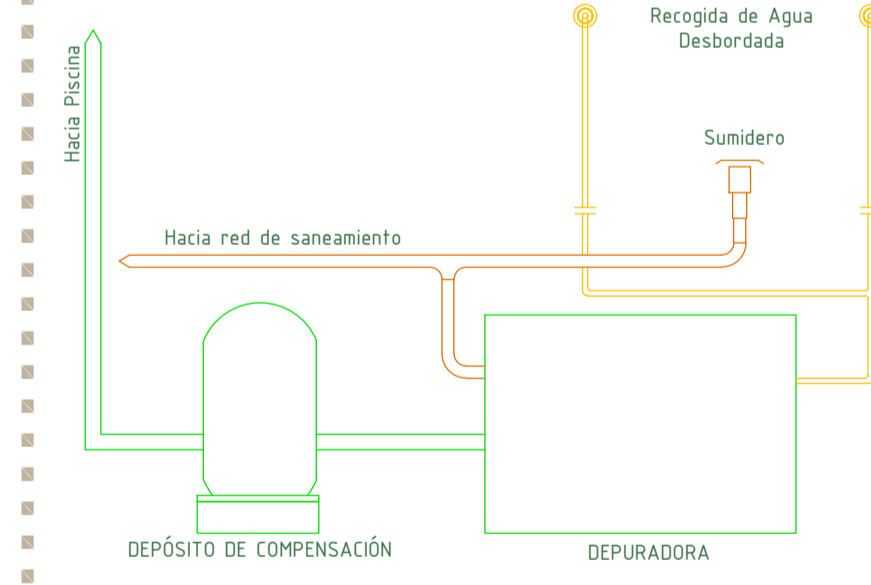 Recogida de Agua
Desbordada
Hacia Piscina
Sumidero
Hacia red de saneamiento
DEPÓSITO DE COMPENSACIÓN
DEPURADORA